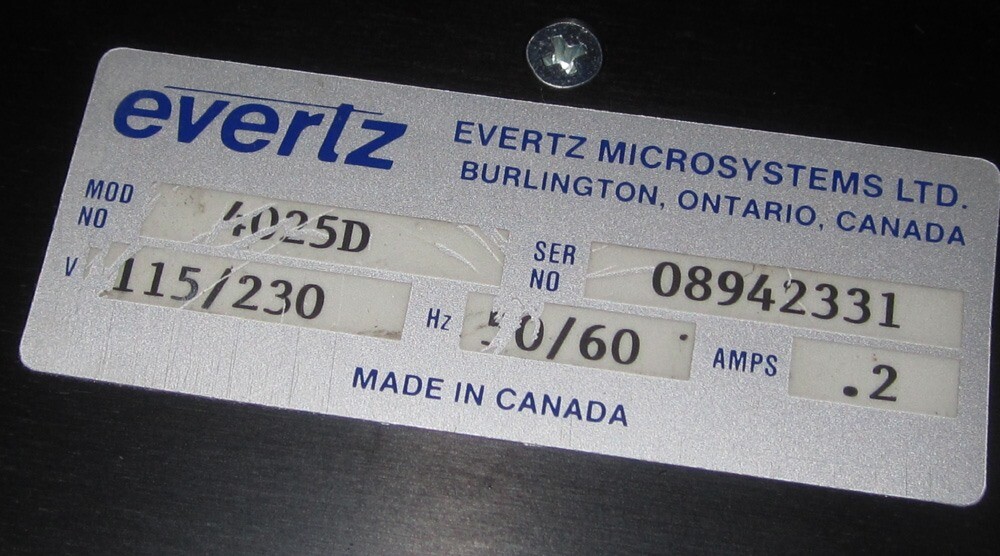 evertz
EVERTZ MICROSYSTEMS LTD.
BURLINGTON, ONTARIO, CANADA
MOD NO 4025D
SER NO 08942331
V 115/230
Hz 50/60
AMPS .2
MADE IN CANADA